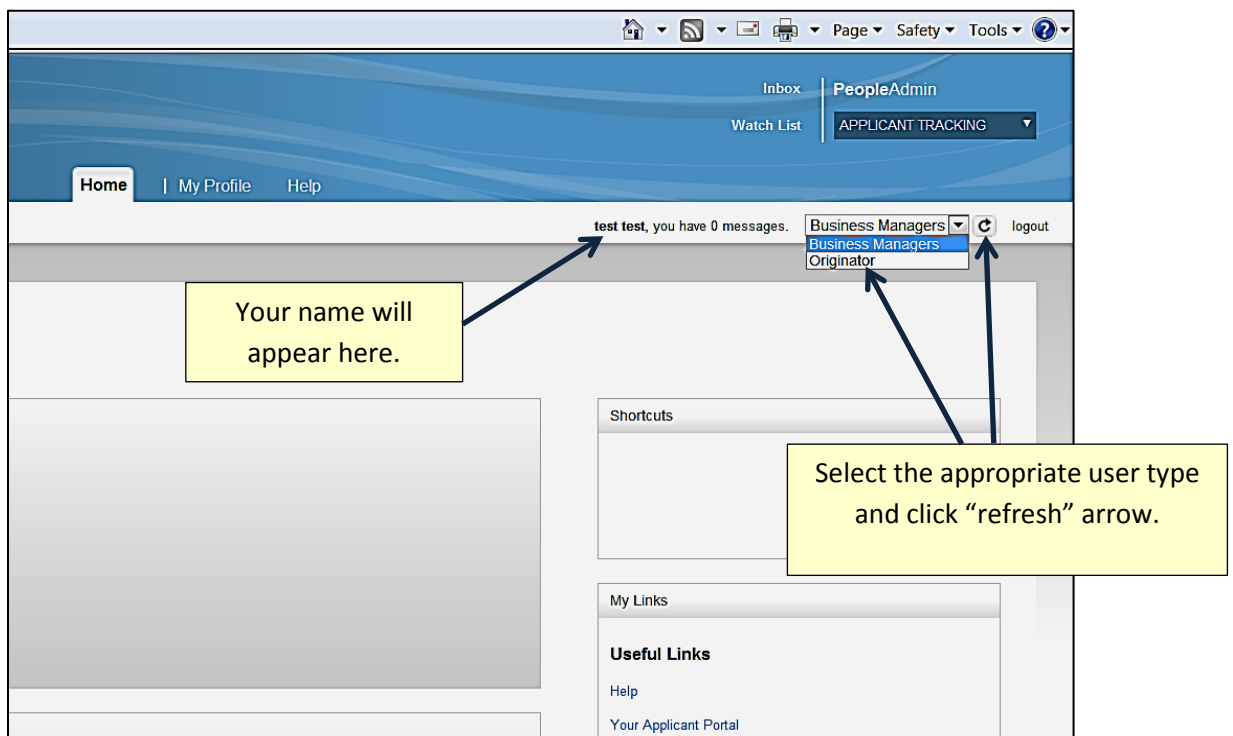 Page Safety Tools
Inbox PeopleAdmin
Watch List APPLICANT TRACKING
Home | My Profile Help
test test, you have 0 messages. Business Managers logout
Business Managers
Originator
Your name will
appear here.
Shortcuts
Select the appropriate user type
and click “refresh” arrow.
My Links
Useful Links
Help
Your Applicant Portal